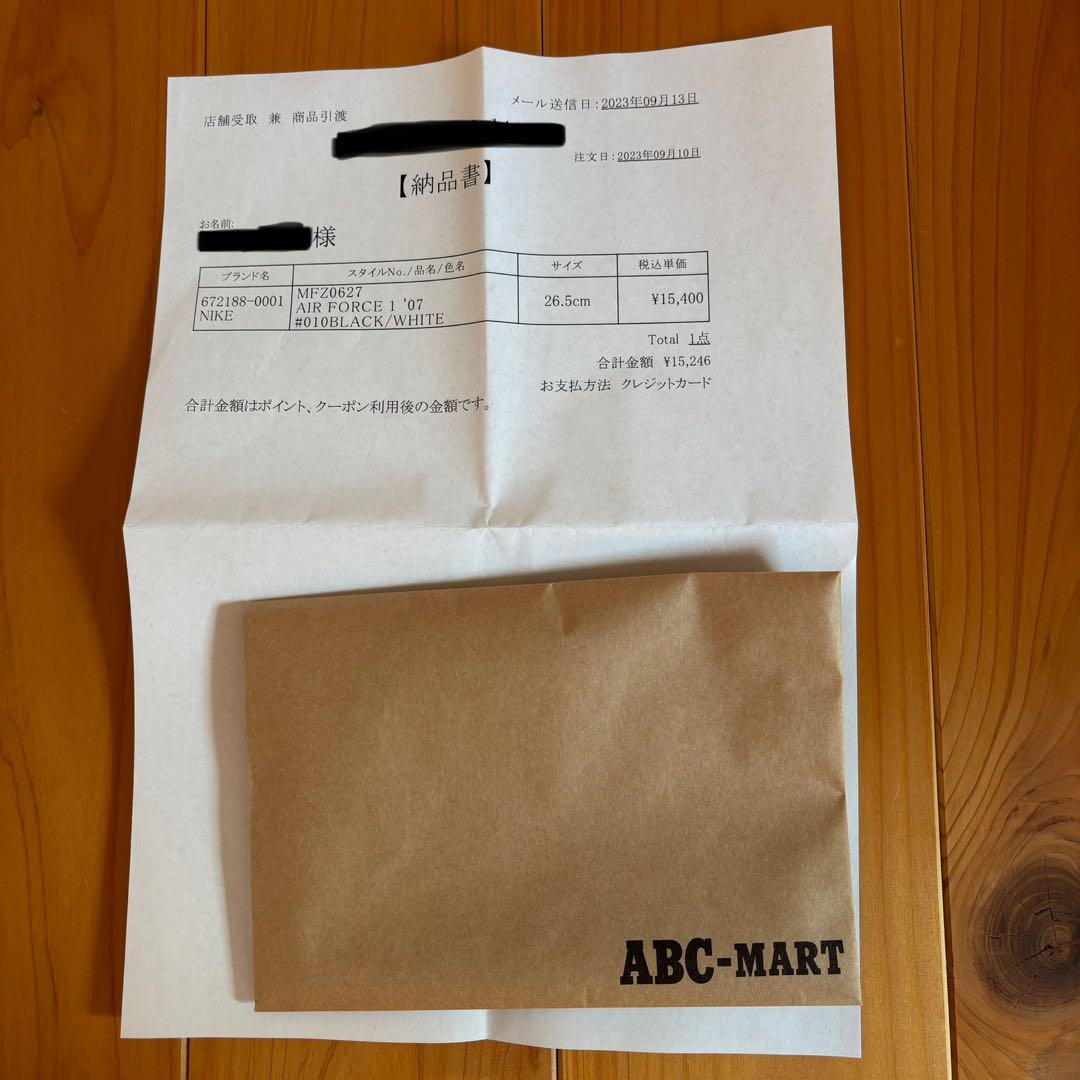 店舗受取 兼 商品引渡
メール送信日:2023年09月13日
注文日:2023年09月10日
【納品書】
お名前:
様
ブランド名 スタイルNo./品名/色名 サイズ 税込単価
672188-0001
NIKE
MFZ0627
AIR FORCE 1 '07
#010BLACK/WHITE
26.5cm
¥15,400
Total 1点
合計金額 ¥15,246
お支払方法 クレジットカード
合計金額はポイント、クーポン利用後の金額です。
ABC-MART